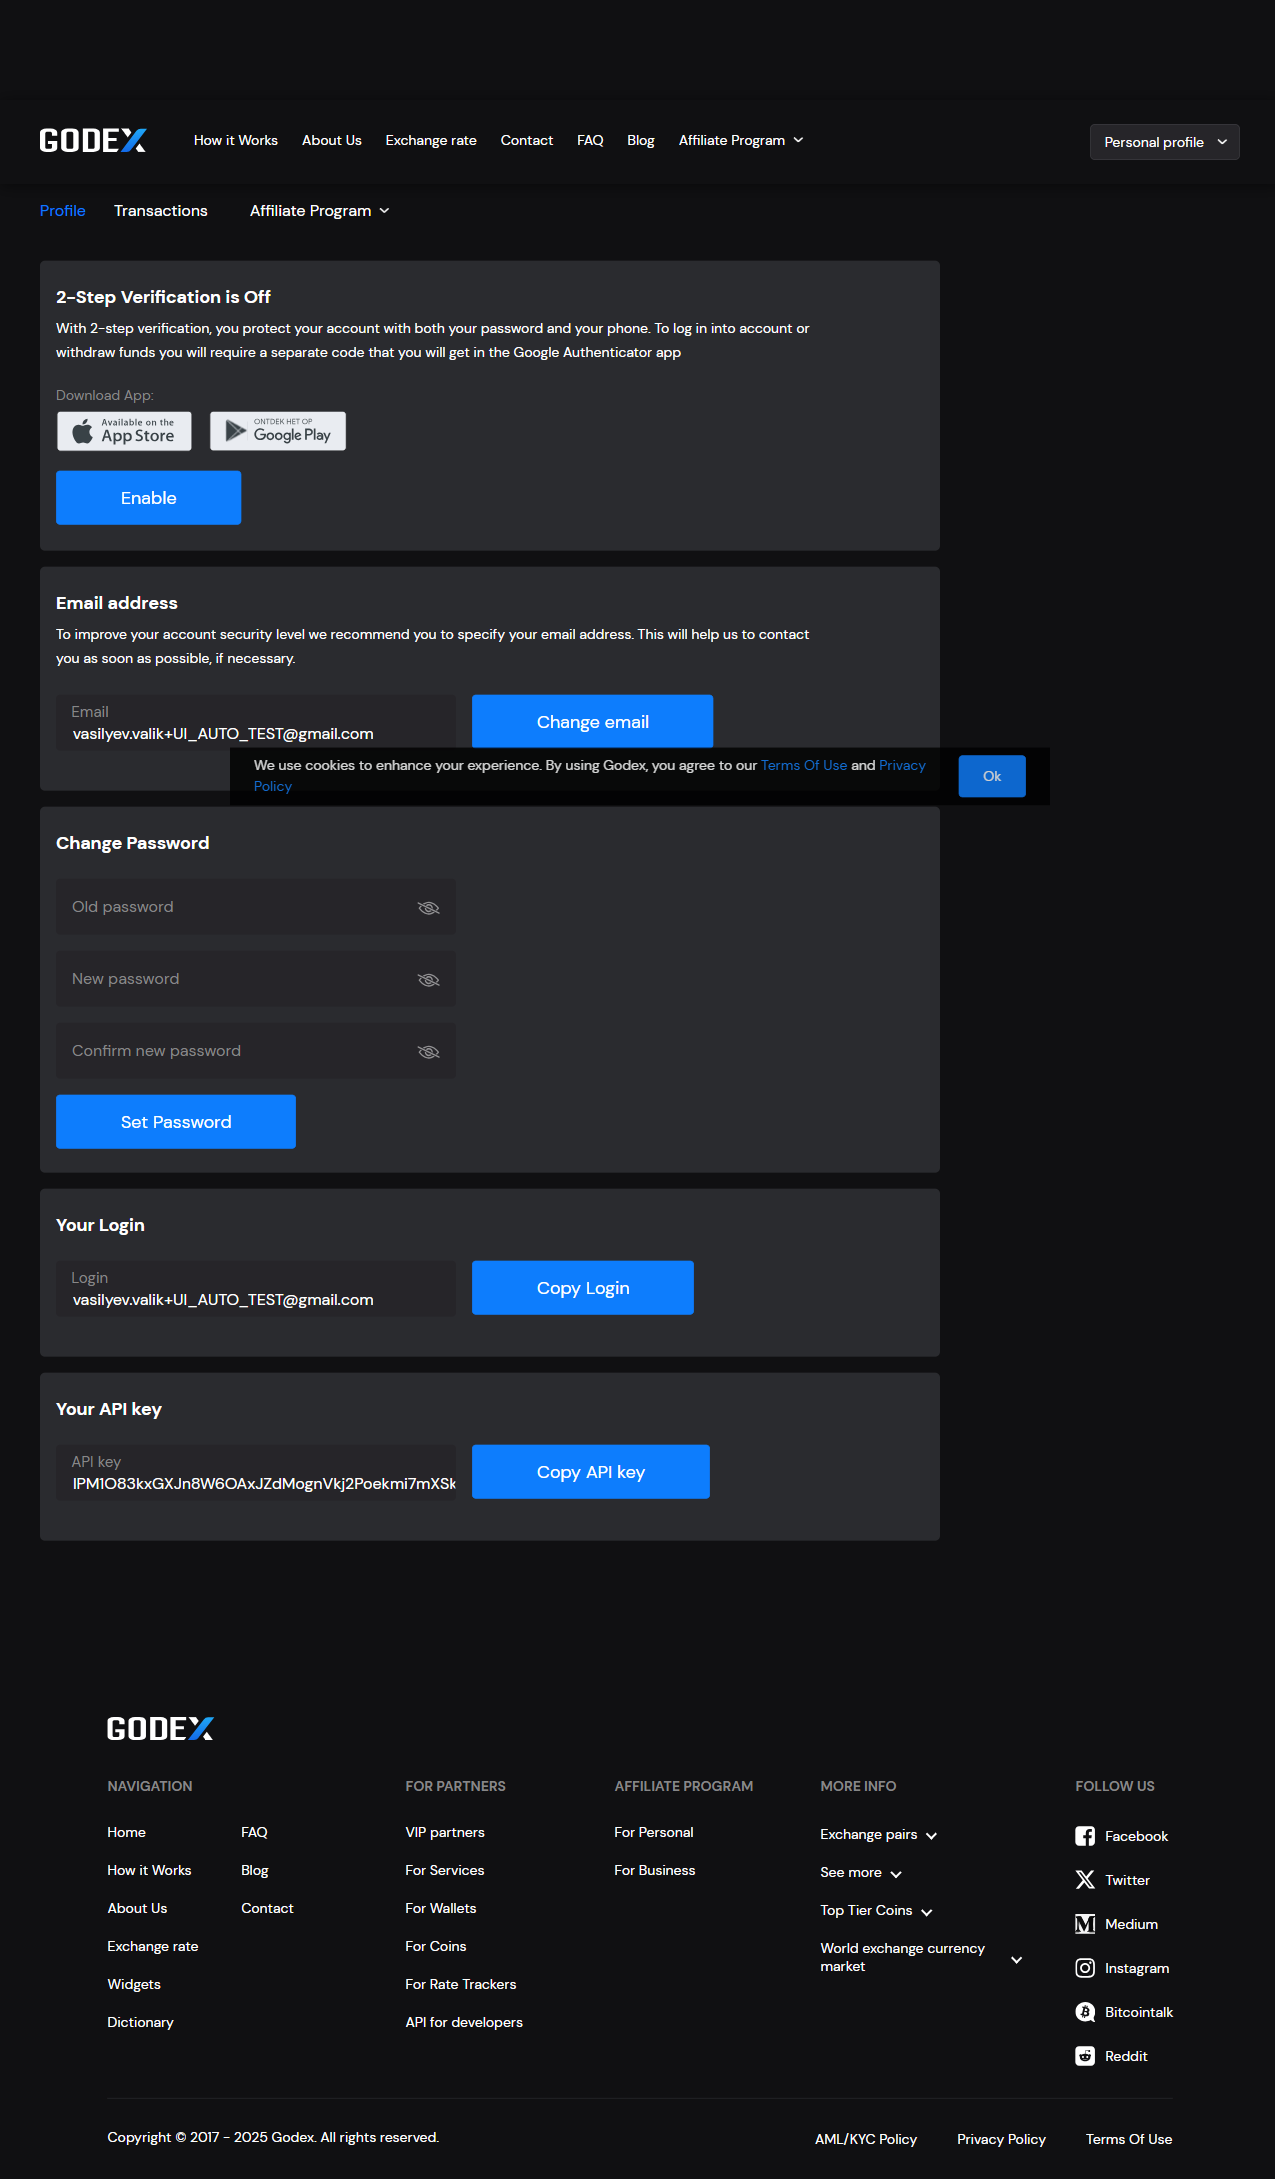 GODEX
How it Works About Us Exchange rate Contact FAQ Blog Affiliate Program
Personal profile
Profile Transactions Affiliate Program
2-Step Verification is Off
With 2-step verification, you protect your account with both your password and your phone. To log in into account or
withdraw funds you will require a separate code that you will get in the Google Authenticator app
Download App:
Available on the
App Store
ONTDEK HET OP
Google Play
Enable
Email address
To improve your account security level we recommend you to specify your email address. This will help us to contact
you as soon as possible, if necessary.
Email
vasilyev.valik+UI_AUTO_TEST@gmail.com
Change email
We use cookies to enhance your experience. By using Godex, you agree to our Terms Of Use and Privacy
Policy
Ok
Change Password
Old password
New password
Confirm new password
Set Password
Your Login
Login
vasilyev.valik+UI_AUTO_TEST@gmail.com
Copy Login
Your API key
API key
Copy API key
GODEX
NAVIGATION
Home
How it Works
About Us
Exchange rate
Widgets
Dictionary
FAQ
Blog
Contact
FOR PARTNERS
VIP partners
For Services
For Wallets
For Coins
For Rate Trackers
API for developers
AFFILIATE PROGRAM
For Personal
For Business
MORE INFO
Exchange pairs
See more
Top Tier Coins
World exchange currency
market
FOLLOW US
Facebook
Twitter
Medium
Instagram
Bitcointalk
Reddit
Copyright © 2017 - 2025 Godex. All rights reserved.
AML/KYC Policy Privacy Policy Terms Of Use